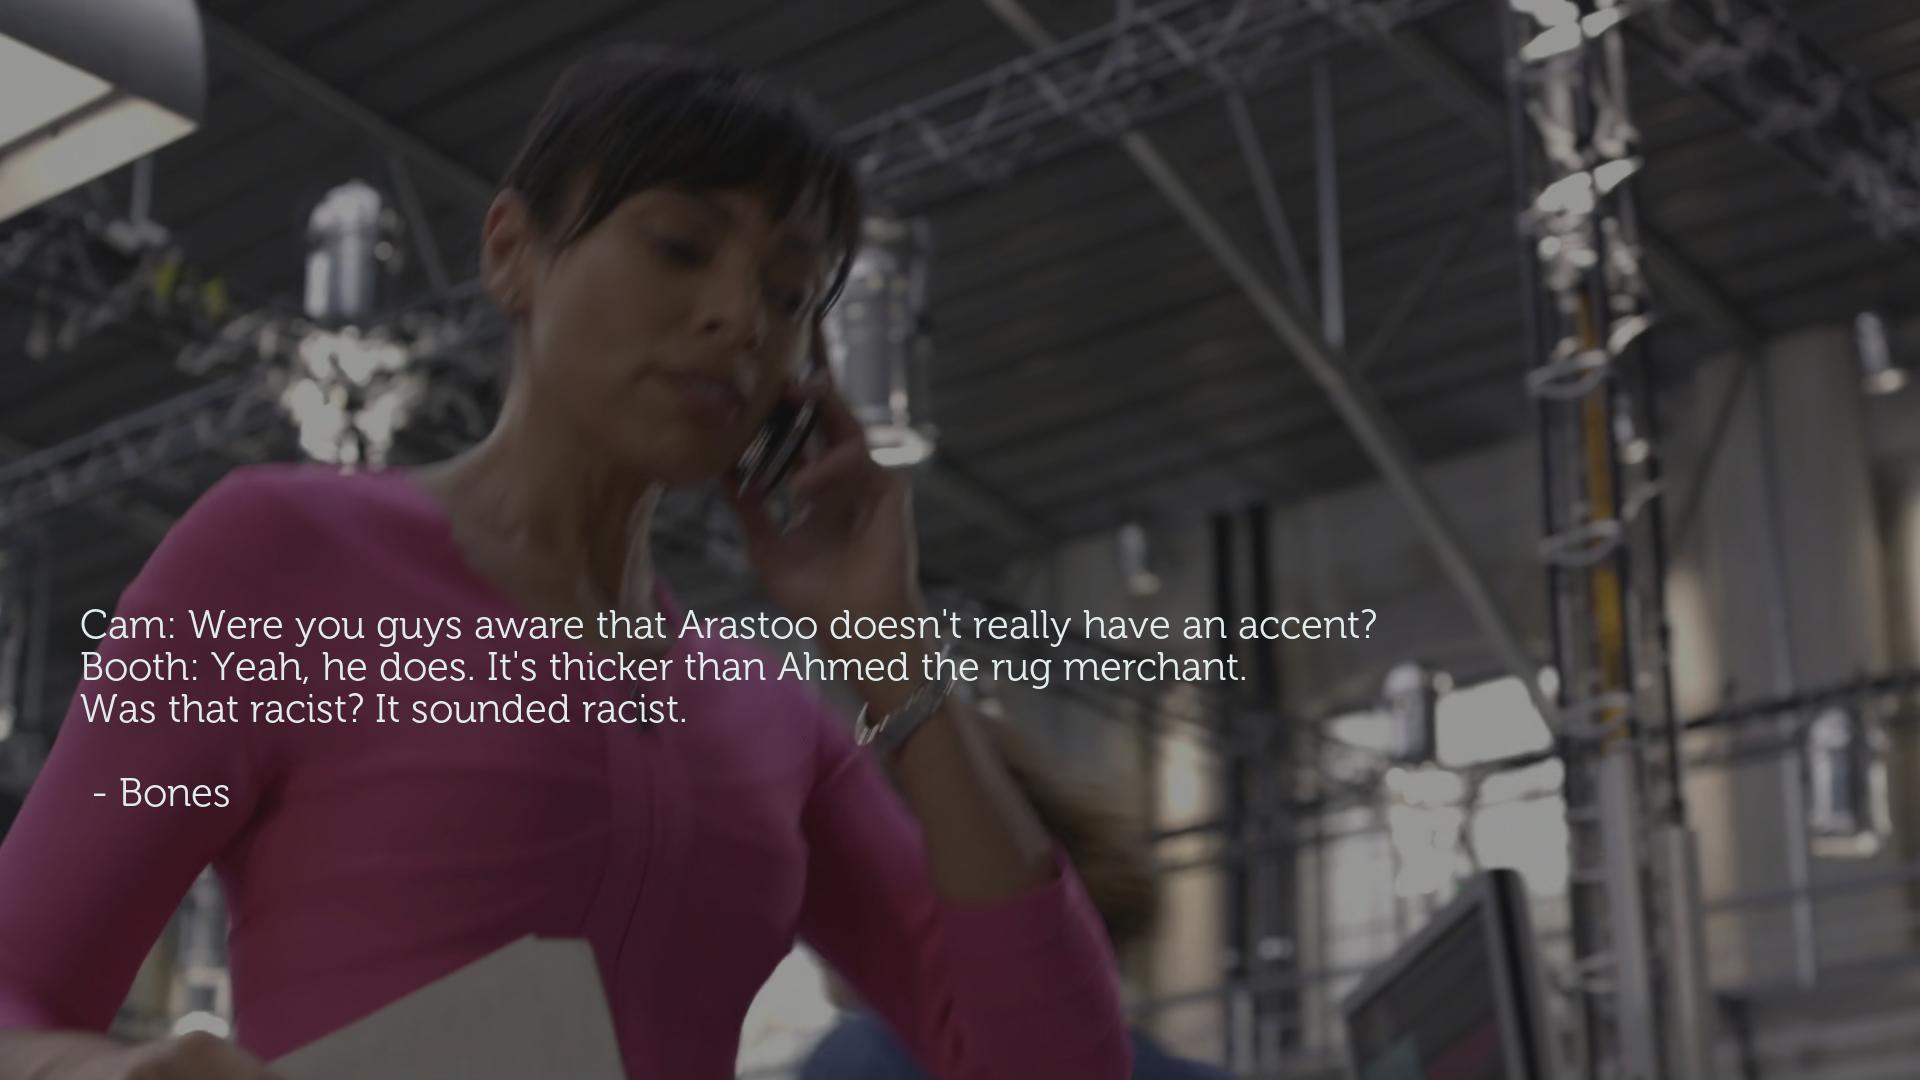 Cam: Were you guys aware that Arastoo doesn't really have an accent?
Booth: Yeah, he does. It's thicker than Ahmed the rug merchant.
Was that racist? It sounded racist.
- Bones